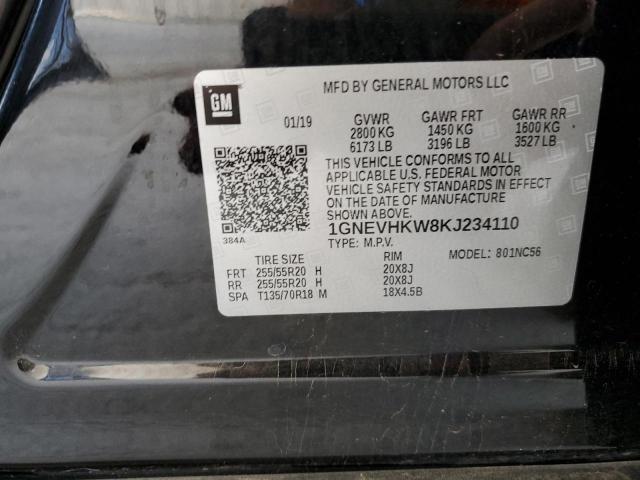 MFD BY GENERAL MOTORS LLC
GM
01/19
GVWR GAWR FRT GAWR RR
2800 KG 1450 KG 1600 KG
6173 LB 3196 LB 3527 LB
THIS VEHICLE CONFORMS TO ALL
APPLICABLE U.S. FEDERAL MOTOR
VEHICLE SAFETY STANDARDS IN EFFECT
ON THE DATE OF MANUFACTURE
1GNEVHKW8KJ234110
384A
TYPE: M.P.V. MODEL: 801NC56
TIRE SIZE RIM
FRT 255/55R20 H 20X8J
RR 255/55R20 H 20X8J
SPA T135/70R18 M 18X4.5B